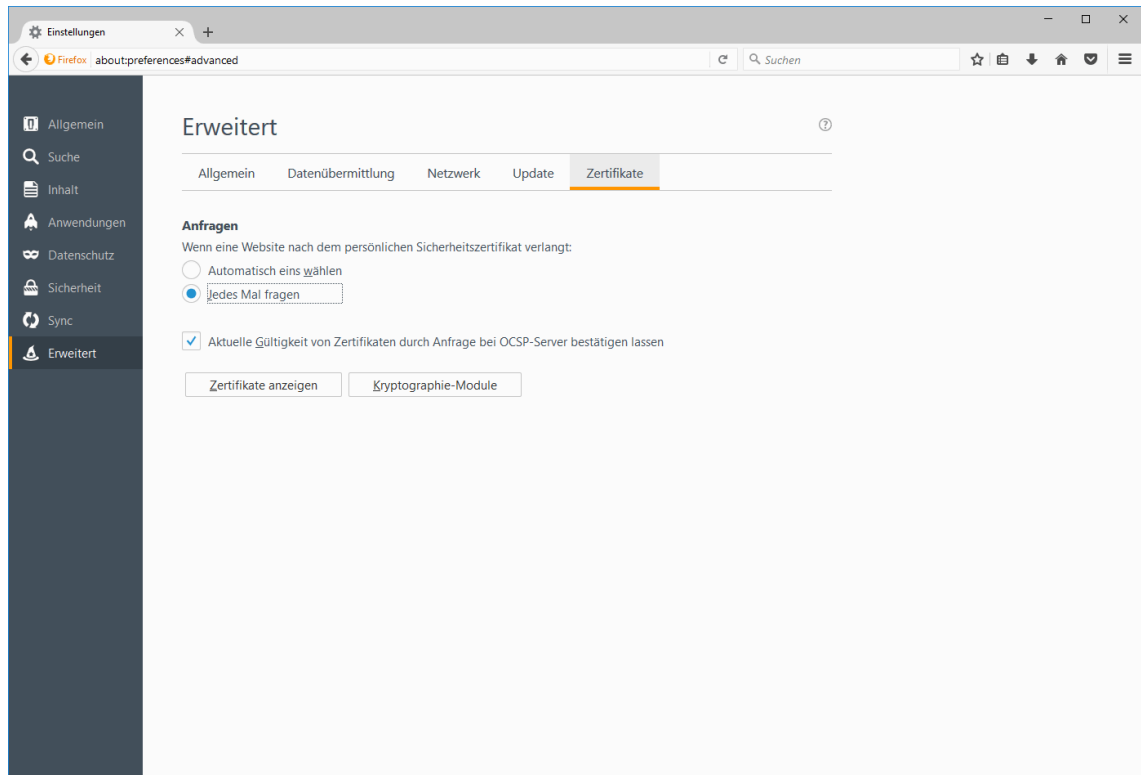 Einstellungen
Firefox about:preferences#advanced
Suchen
Allgemein
Suche
Inhalt
Anwendungen
Datenschutz
Sicherheit
Sync
Erweitert
Erweitert
Allgemein Datenübermittlung Netzwerk Update Zertifikate
Anfragen
Wenn eine Website nach dem persönlichen Sicherheitszertifikat verlangt:
Automatisch eins wählen
Jedes Mal fragen
Aktuelle Gültigkeit von Zertifikaten durch Anfrage bei OCSP-Server bestätigen lassen
Zertifikate anzeigen Kryptographie-Module